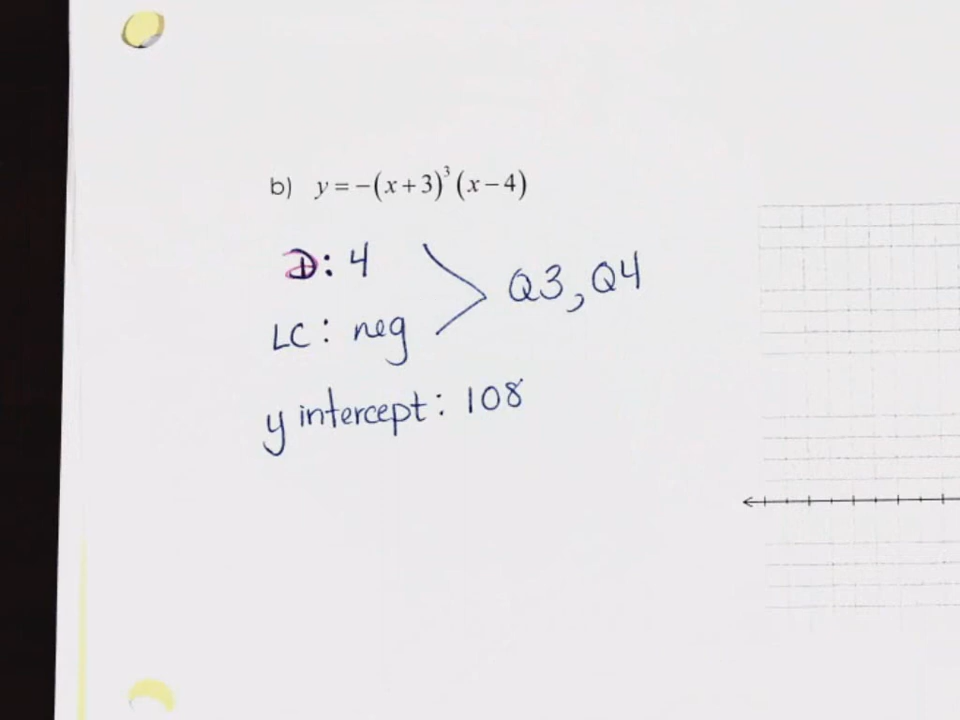 b) y = -(x+3)³(x-4)
D: 4
LC: neg
Q3, Q4
y intercept: 108